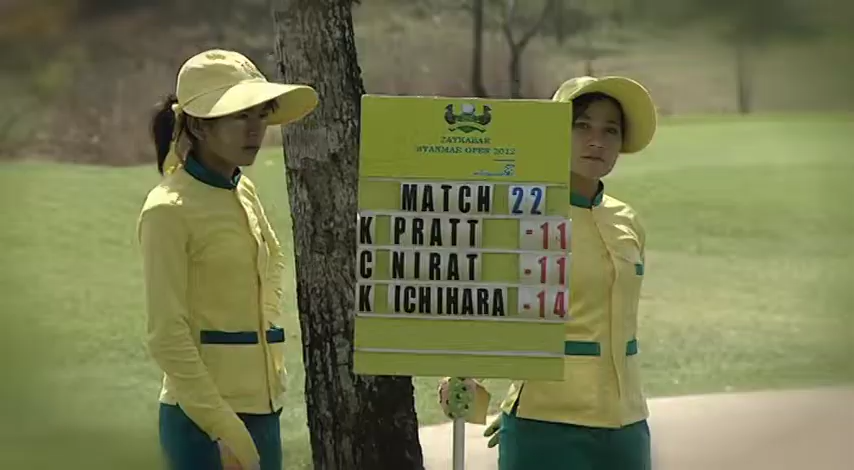 ZAYKABAR
MYANMAR OPEN 2012
MATCH 22
K PRATT -11
C NIRAT -11
K ICHIHARA -14